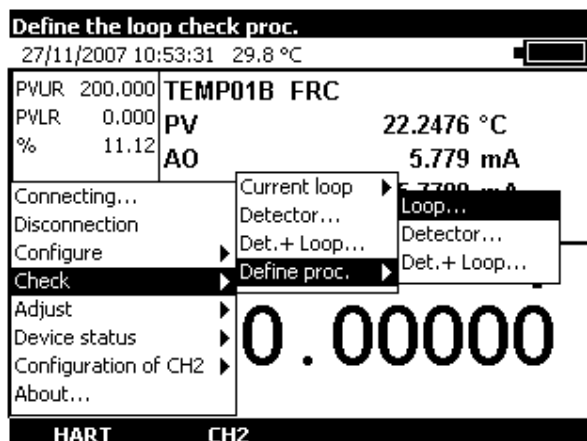 Define the loop check proc.
27/11/2007 10:53:31 29.8 °C
PVUR 200.000
PVLR 0.000
% 11.12
TEMP01B FRC
PV 22.2476 °C
AO 5.779 mA
Connecting...
Disconnection
Configure
Check
Adjust
Device status
Configuration of CH2
About...
Current loop
Detector...
Det.+ Loop...
Define proc.
Loop...
Detector...
Det.+ Loop...
0.00000
HART CH2